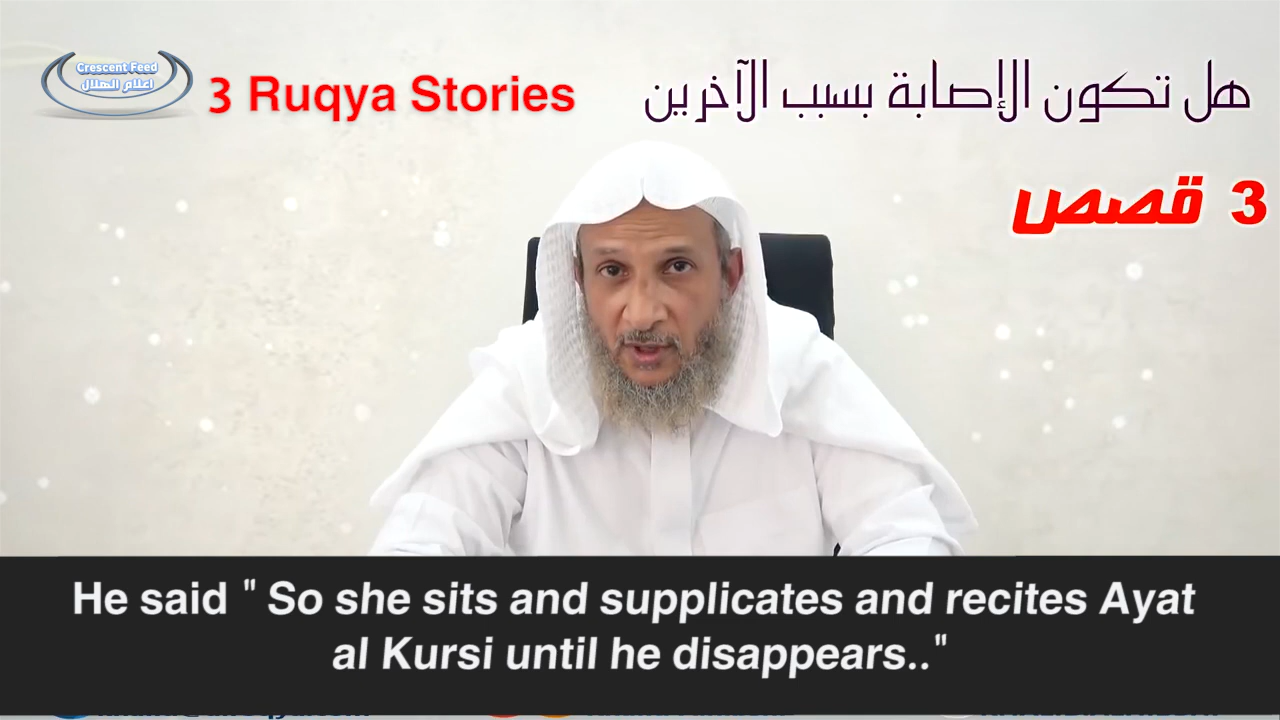 Crescent Feed
اعلام الهلال
3 Ruqya Stories
هل تكون الإصابة بسبب الآخرين
3 قصص
He said " So she sits and supplicates and recites Ayat
al Kursi until he disappears.."